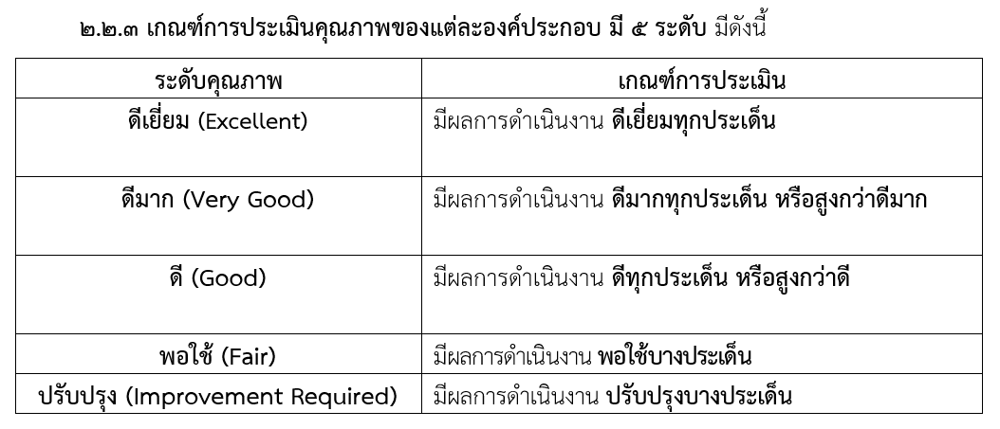 ๒.๒.๓ เกณฑ์การประเมินคุณภาพของแต่ละองค์ประกอบ มี ๕ ระดับ มีดังนี้
ระดับคุณภาพ เกณฑ์การประเมิน
ดีเยี่ยม (Excellent) มีผลการดำเนินงาน ดีเยี่ยมทุกประเด็น
ดีมาก (Very Good) มีผลการดำเนินงาน ดีมากทุกประเด็น หรือสูงกว่าดีมาก
ดี (Good) มีผลการดำเนินงาน ดีทุกประเด็น หรือสูงกว่าดี
พอใช้ (Fair) มีผลการดำเนินงาน พอใช้บางประเด็น
ปรับปรุง (Improvement Required) มีผลการดำเนินงาน ปรับปรุงบางประเด็น